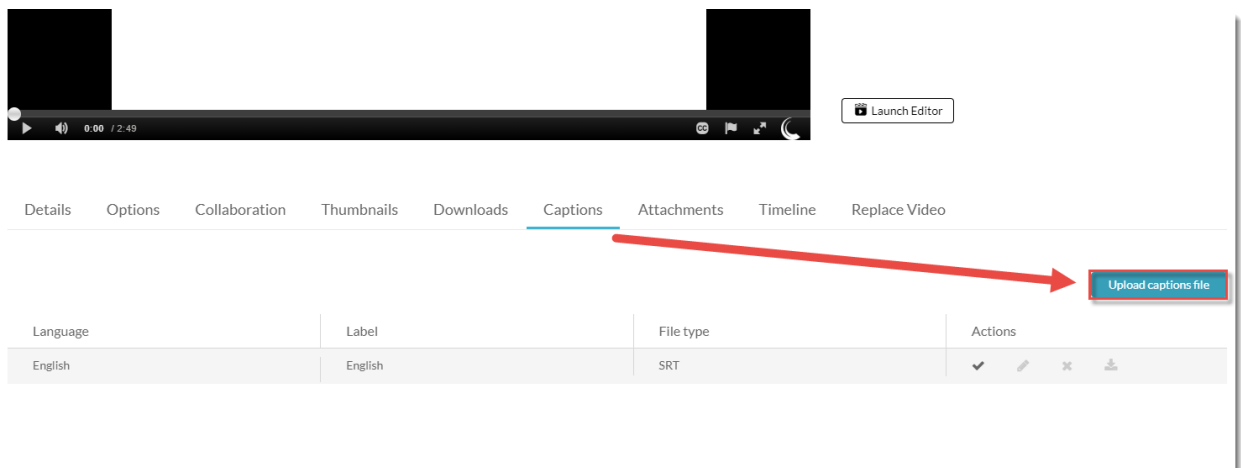 Launch Editor
0:00 / 2:49 CC
Details Options Collaboration Thumbnails Downloads Captions Attachments Timeline Replace Video
Upload captions file
Language Label File type Actions
English English SRT